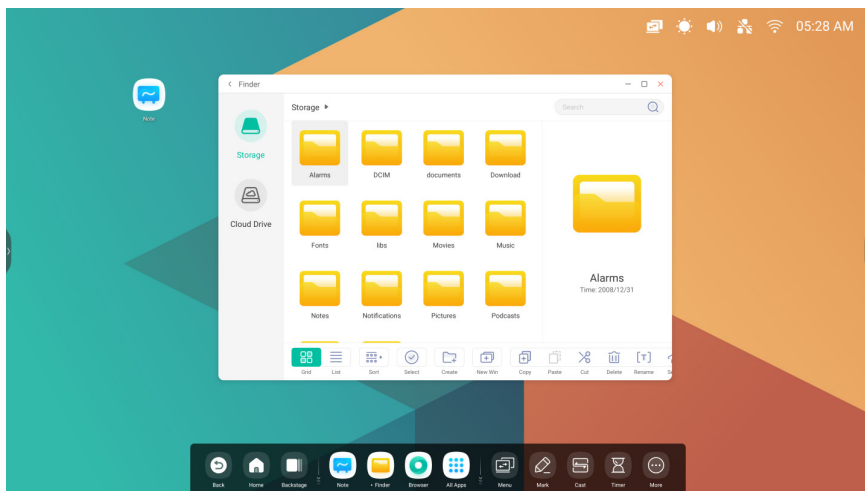 05:28 AM
Note
Finder
Storage
Search
Storage
Cloud Drive
Alarms DCIM documents Download
Fonts libs Movies Music
Notes Notifications Pictures Podcasts
Alarms
Time: 2008/12/31
Grid List Sort Select Create New Win Copy Paste Cut Delete Rename
Back Home Backstage Note • Finder Browser All Apps Menu Mark Cast Timer More